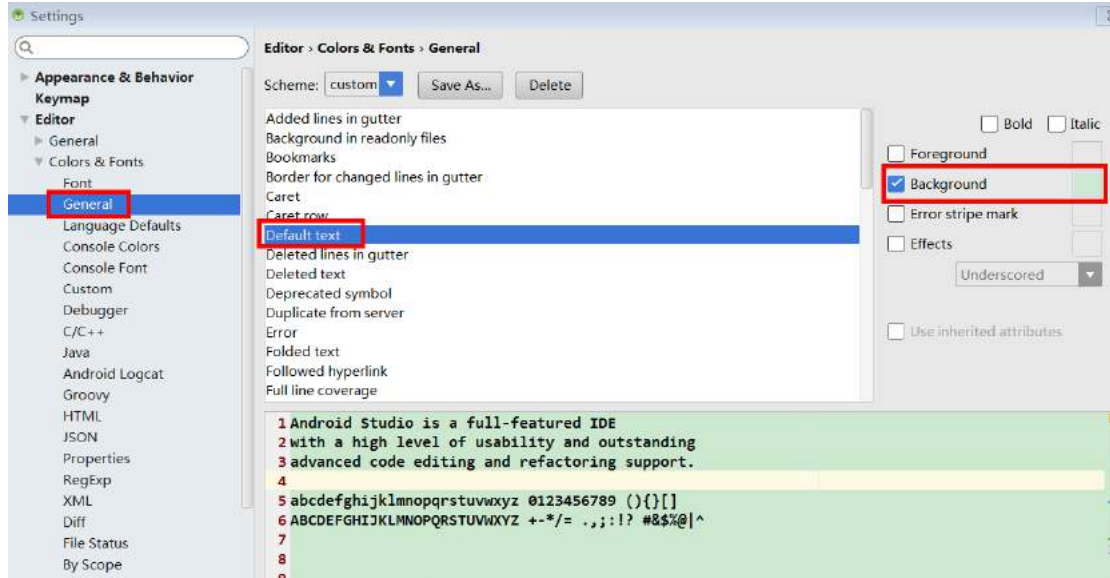 Settings
Editor › Colors & Fonts › General
Appearance & Behavior
Keymap
Editor
General
Colors & Fonts
Font
General
Language Defaults
Console Colors
Console Font
Custom
Debugger
C/C++
Java
Android Logcat
Groovy
HTML
JSON
Properties
RegExp
XML
Diff
File Status
By Scope
Scheme: custom Save As... Delete
Added lines in gutter
Background in readonly files
Bookmarks
Border for changed lines in gutter
Caret
Caret row
Default text
Deleted lines in gutter
Deleted text
Deprecated symbol
Duplicate from server
Error
Folded text
Followed hyperlink
Full line coverage
Bold Italic
Foreground
Background
Error stripe mark
Effects
Underscored
Use inherited attributes
1 Android Studio is a full-featured IDE
2 with a high level of usability and outstanding
3 advanced code editing and refactoring support.
4
5 abcdefghijklmnopqrstuvwxyz 0123456789 (){}[]
6 ABCDEFGHIJKLMNOPQRSTUVWXYZ +-*/= .,;:!? #&$%@|^
7
8